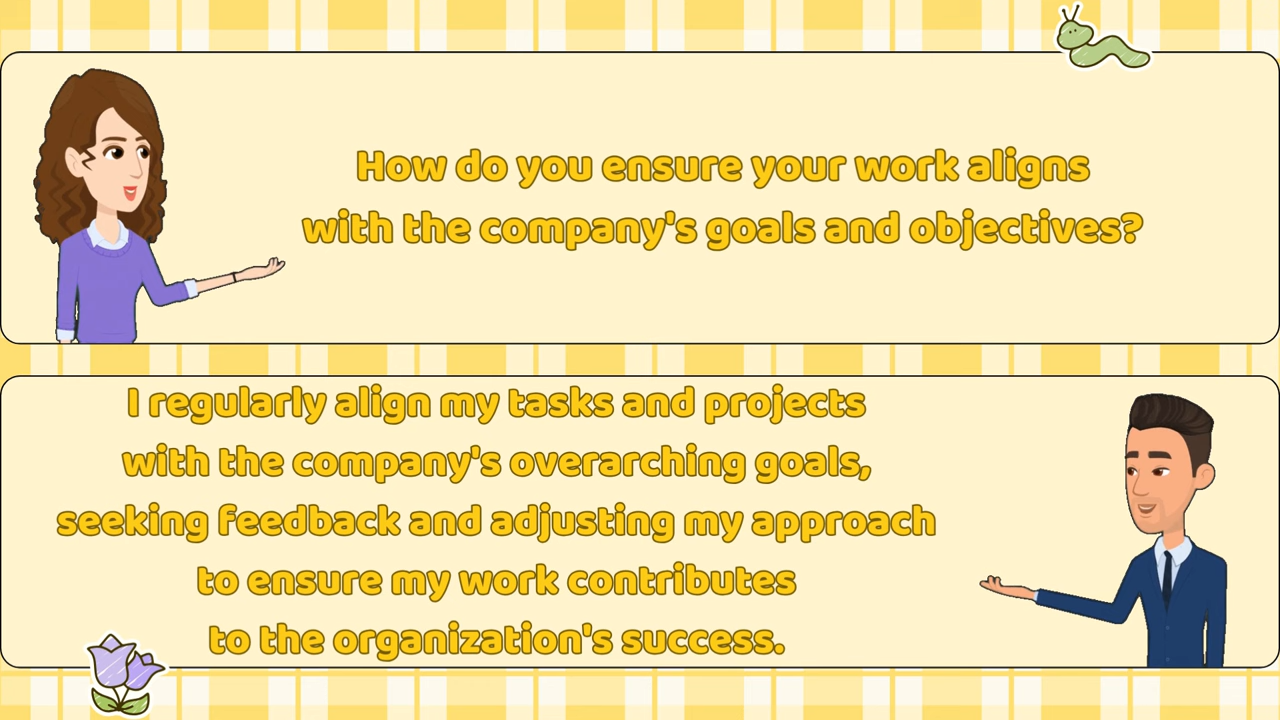 How do you ensure your work aligns
with the company's goals and objectives?
I regularly align my tasks and projects
with the company's overarching goals,
seeking feedback and adjusting my approach
to ensure my work contributes
to the organization's success.